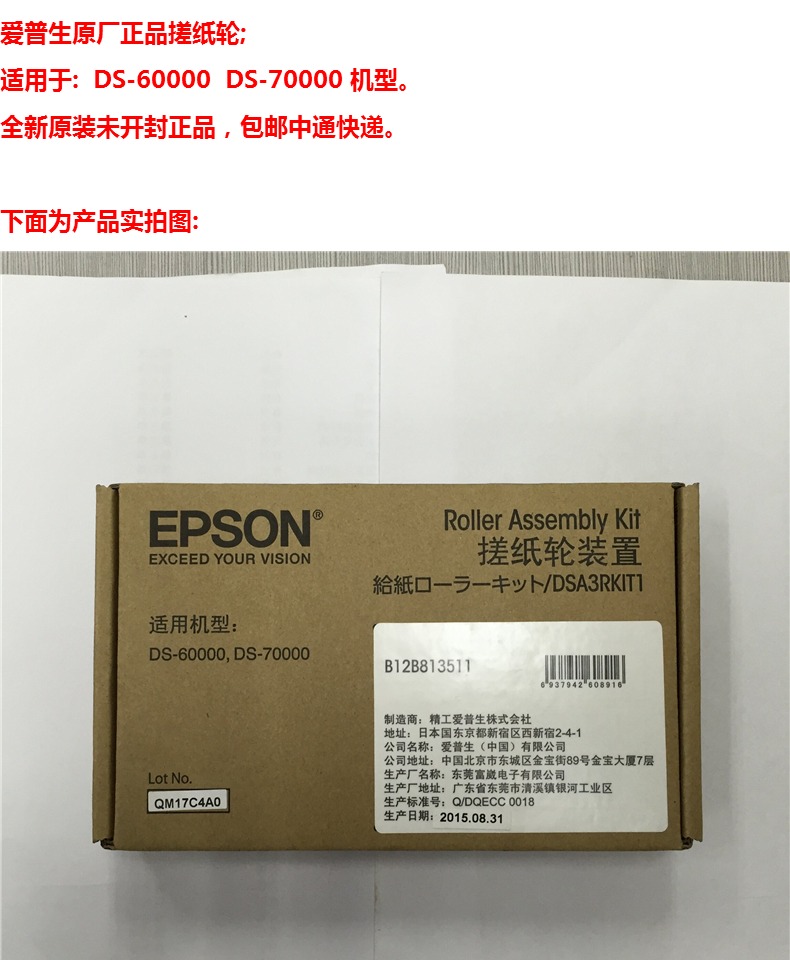 爱普生原厂正品搓纸轮;
适用于: DS-60000 DS-70000 机型。
全新原装未开封正品，包邮中通快递。
下面为产品实拍图:
EPSON®
EXCEED YOUR VISION
Roller Assembly Kit
搓纸轮装置
給紙ローラーキット/DSA3RKIT1
适用机型：
DS-60000, DS-70000
B12B813511
6937942608916
制造商：精工爱普生株式会社
地址：日本国东京都新宿区西新宿2-4-1
公司名称：爱普生（中国）有限公司
公司地址：中国北京市东城区金宝街89号金宝大厦7层
生产厂名称：东莞富崴电子有限公司
生产厂地址：广东省东莞市清溪镇银河工业区
生产标准号：Q/DQECC 0018
生产日期：2015.08.31
Lot No.
QM17C4A0